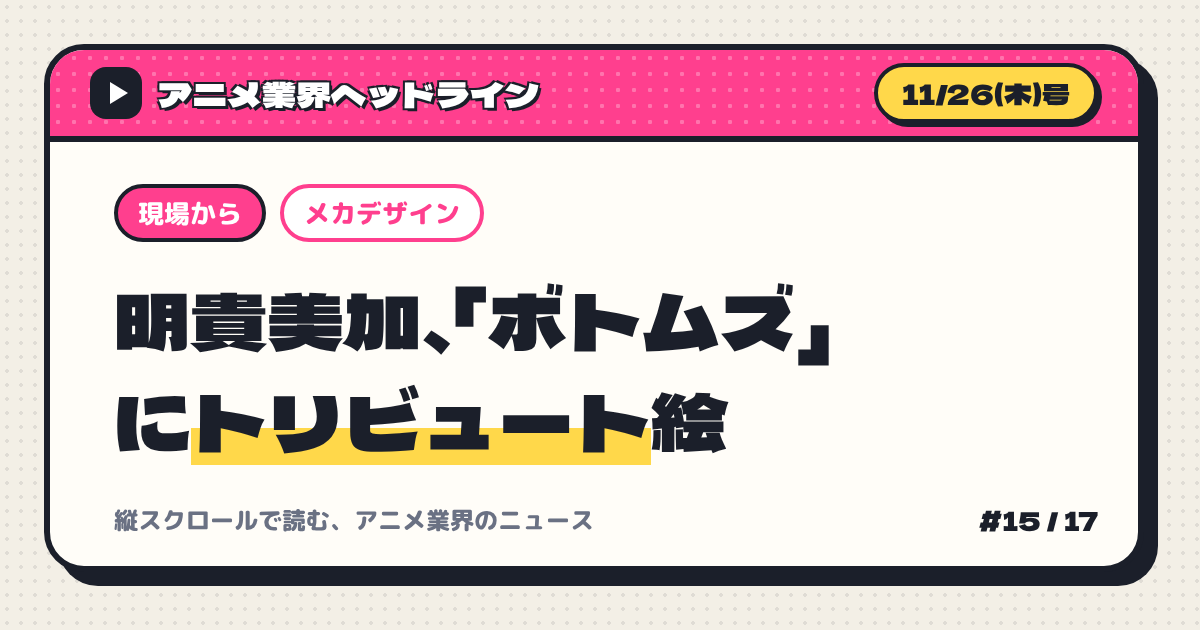 アニメ業界ヘッドライン
11/26(木)号
現場から
メカデザイン
明貴美加、「ボトムズ」
にトリビュート絵
縦スクロールで読む、アニメ業界のニュース
#15 / 17